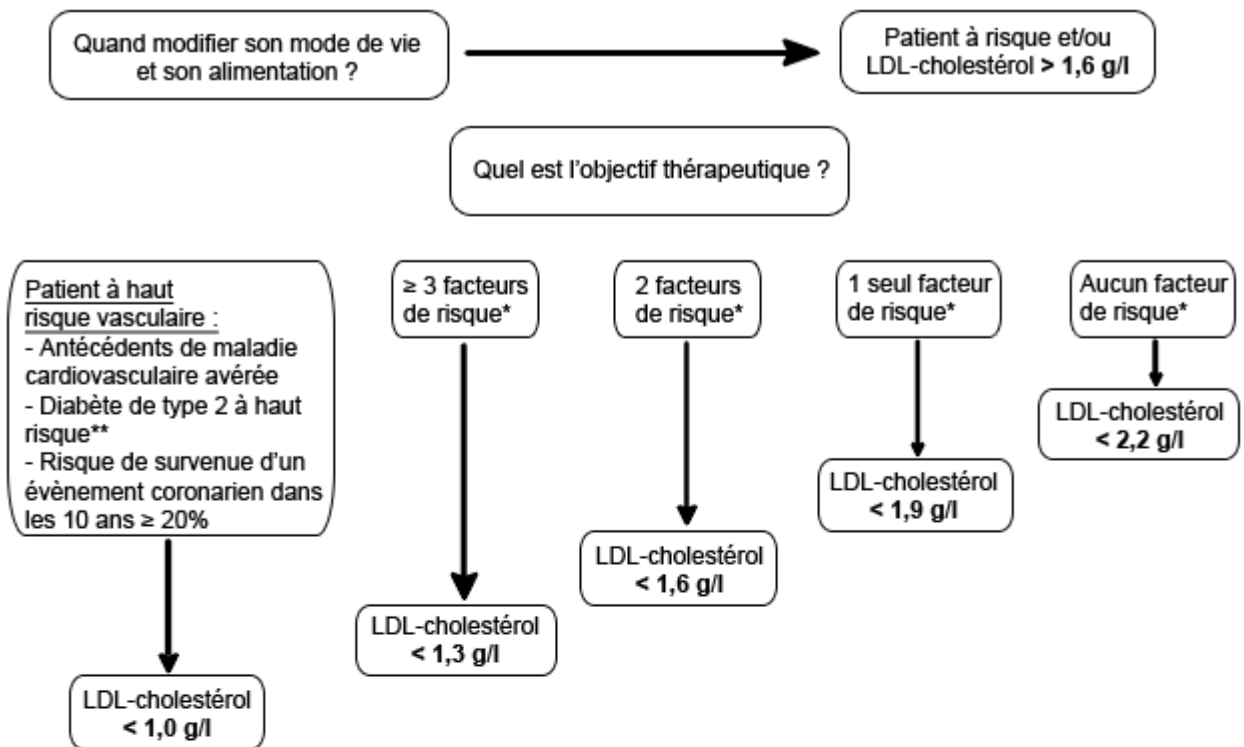 Quand modifier son mode de vie
et son alimentation ?
Patient à risque et/ou
LDL-cholestérol > 1,6 g/l
Quel est l'objectif thérapeutique ?
Patient à haut
risque vasculaire :
- Antécédents de maladie
cardiovasculaire avérée
- Diabète de type 2 à haut
risque**
- Risque de survenue d'un
évènement coronarien dans
les 10 ans ≥ 20%
LDL-cholestérol
< 1,0 g/l
≥ 3 facteurs
de risque*
LDL-cholestérol
< 1,3 g/l
2 facteurs
de risque*
LDL-cholestérol
< 1,6 g/l
1 seul facteur
de risque*
LDL-cholestérol
< 1,9 g/l
Aucun facteur
de risque*
LDL-cholestérol
< 2,2 g/l